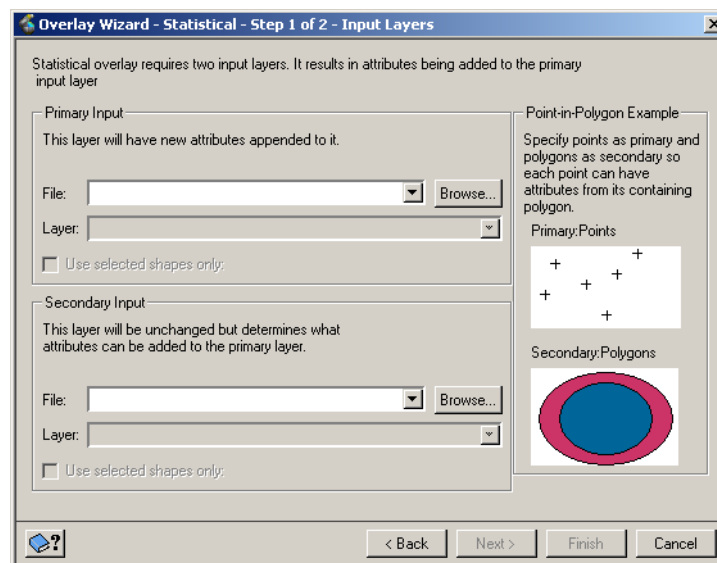 Overlay Wizard - Statistical - Step 1 of 2 - Input Layers
Statistical overlay requires two input layers. It results in attributes being added to the primary
input layer
Primary Input
This layer will have new attributes appended to it.
File:
Browse...
Layer:
Use selected shapes only:
Secondary Input
This layer will be unchanged but determines what
attributes can be added to the primary layer.
File:
Browse...
Layer:
Use selected shapes only:
Point-in-Polygon Example
Specify points as primary and
polygons as secondary so
each point can have
attributes from its containing
polygon.
Primary:Points
Secondary:Polygons
?
< Back
Next >
Finish
Cancel